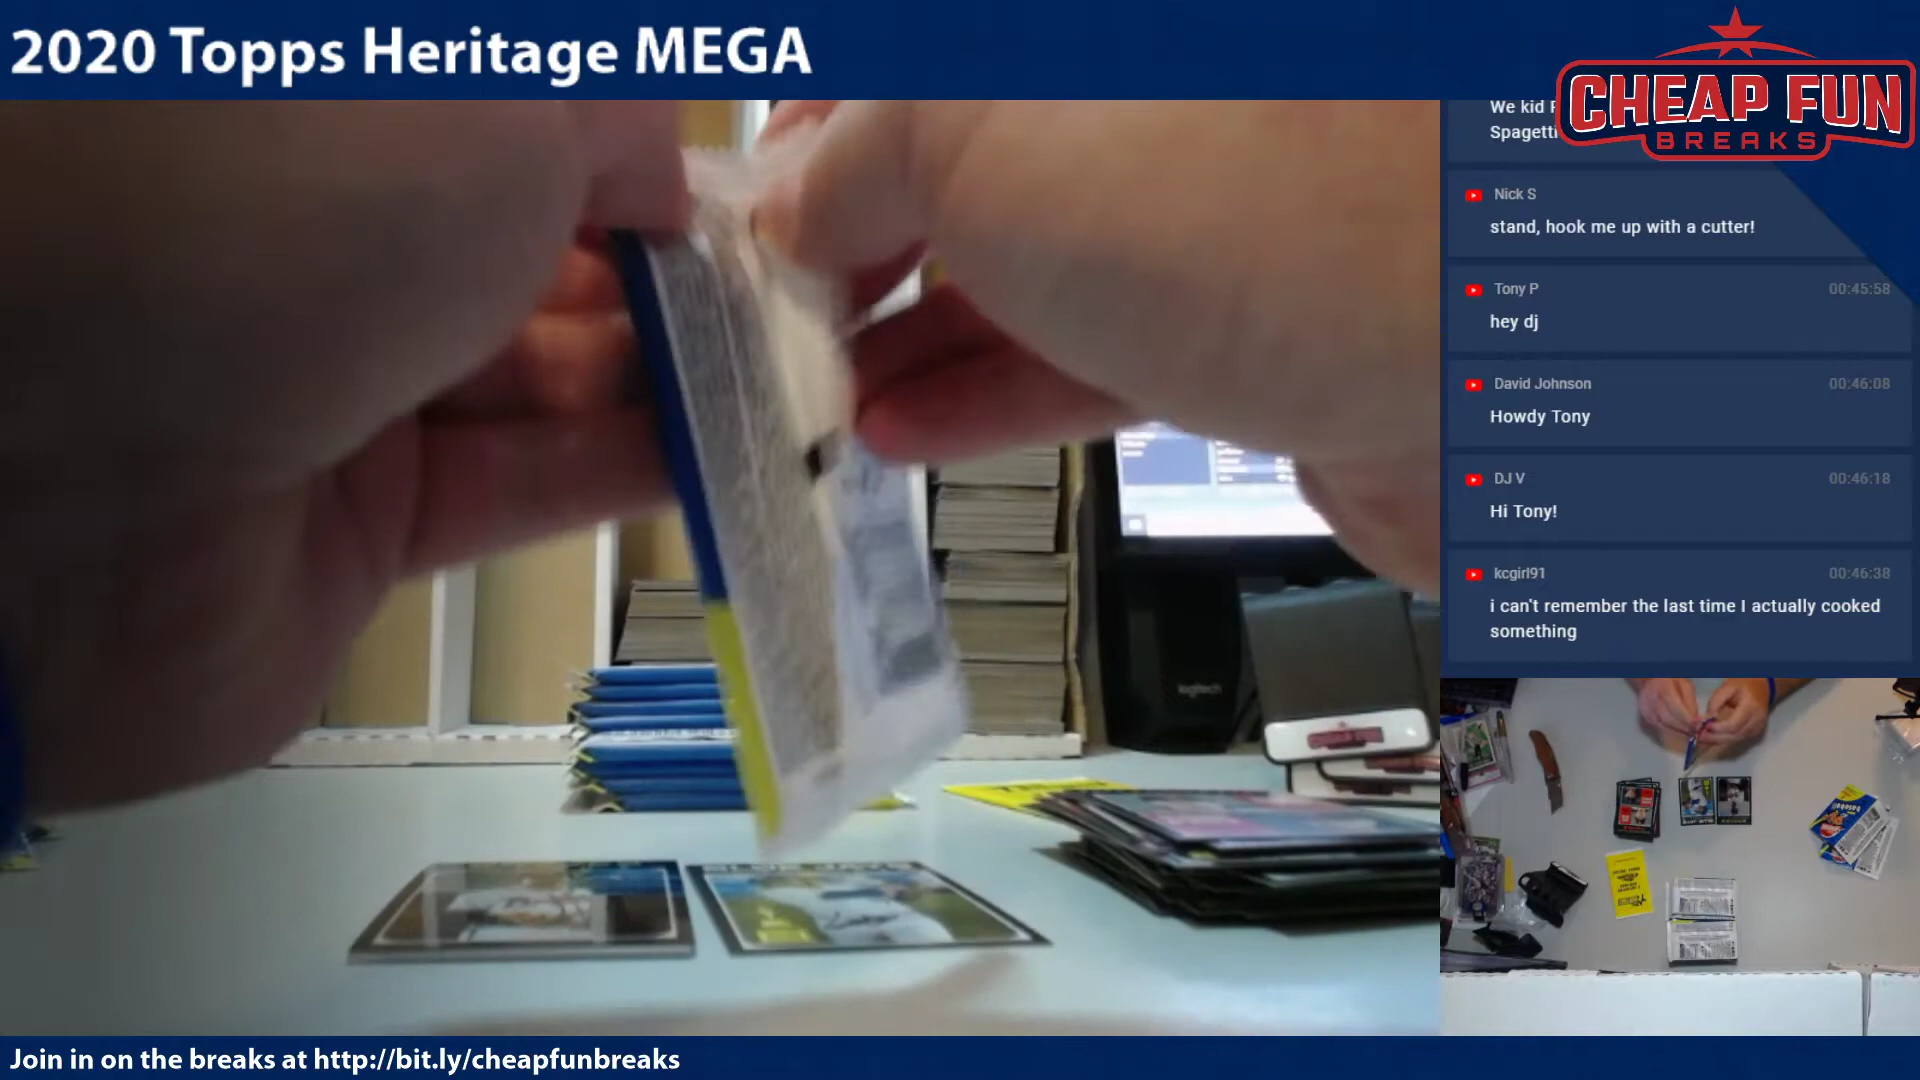 2020 Topps Heritage MEGA
CHEAP FUN
BREAKS
We kid
Spagetti
Nick S
stand, hook me up with a cutter!
Tony P 00:45:58
hey dj
David Johnson 00:46:08
Howdy Tony
DJ V 00:46:18
Hi Tony!
kcgirl91 00:46:38
i can't remember the last time I actually cooked
something
logitech
Join in on the breaks at http://bit.ly/cheapfunbreaks